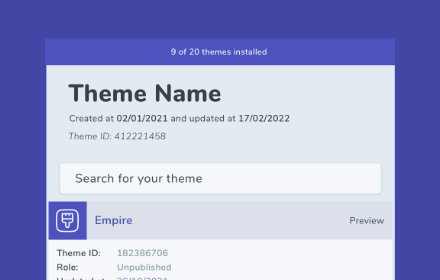 9 of 20 themes installed
Theme Name
Created at 02/01/2021 and updated at 17/02/2022
Theme ID: 412221458
Search for your theme
Empire Preview
Theme ID: 182386706
Role: Unpublished